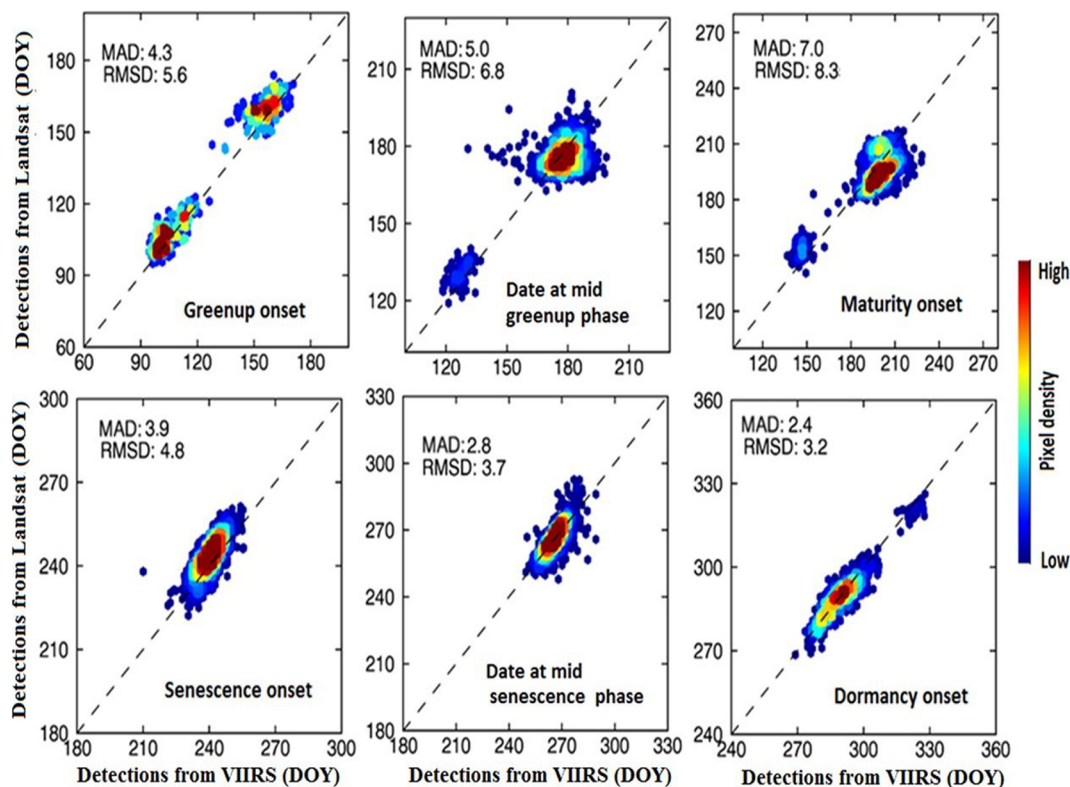 Detections from Landsat (DOY)
180
150
120
90
60
60 90 120 150 180
MAD: 4.3
RMSD: 5.6
Greenup onset
210
180
150
120
120 150 180 210
MAD: 5.0
RMSD: 6.8
Date at mid
greenup phase
270
240
210
180
150
120
120 150 180 210 240 270
MAD: 7.0
RMSD: 8.3
Maturity onset
High
Pixel density
Low
Detections from Landsat (DOY)
300
270
240
210
180
180 210 240 270 300
MAD: 3.9
RMSD: 4.8
Senescence onset
Detections from VIIRS (DOY)
330
300
270
240
210
180
180 210 240 270 300 330
MAD: 2.8
RMSD: 3.7
Date at mid
senescence phase
Detections from VIIRS (DOY)
360
330
300
270
240
240 270 300 330 360
MAD: 2.4
RMSD: 3.2
Dormancy onset
Detections from VIIRS (DOY)